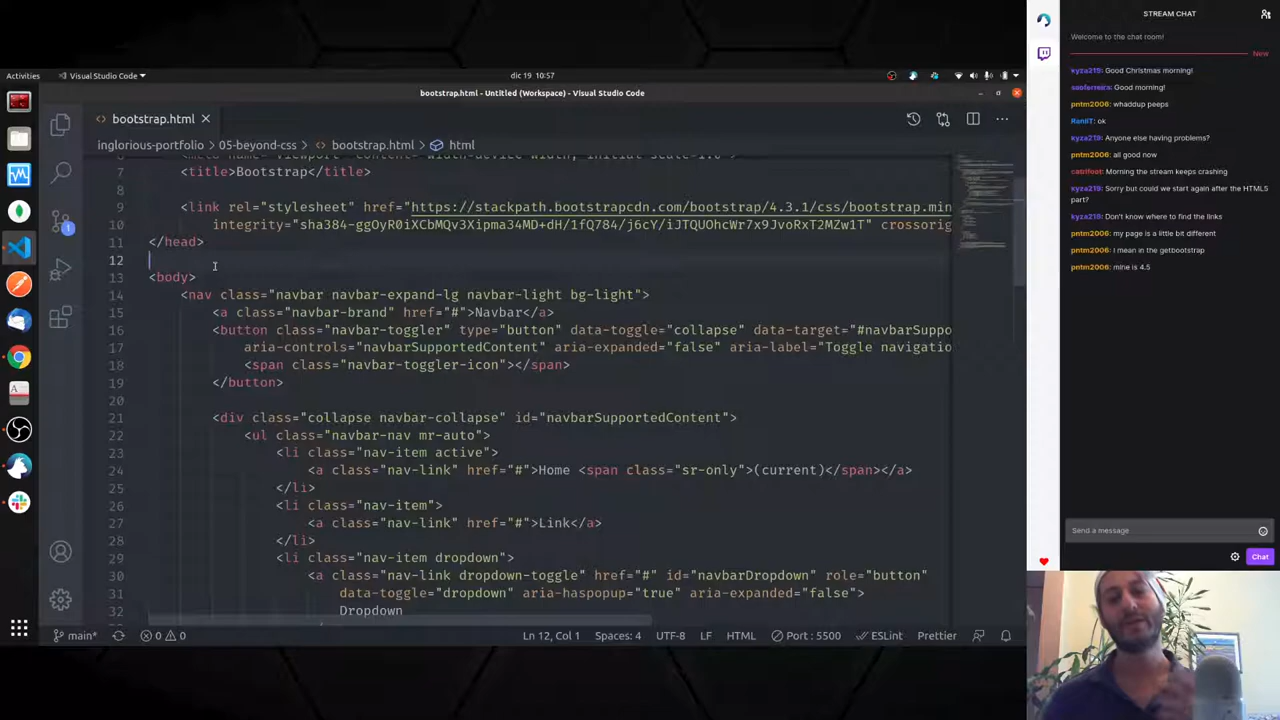 Activities
Visual Studio Code
dic 19 10:57
STREAM CHAT
bootstrap.html - Untitled (Workspace) - Visual Studio Code
bootstrap.html
inglorious-portfolio › 05-beyond-css › bootstrap.html
7 <title>Bootstrap</title>
8
<link rel="stylesheet" href="https://stackpath.bootstrapcdn.com/bootstrap/4.3.1/css/bootstrap.min
11 </head>
12
13 <body>
14 <nav class="navbar navbar-expand-lg navbar-light bg-light">
15 <a class="navbar-brand" href="#">Navbar</a>
16 <button class="navbar-toggler" type="button" data-toggle="collapse" data-target="#navbarSuppo
17 aria-controls="navbarSupportedContent" aria-expanded="false" aria-label="Toggle navigatio
18 <span class="navbar-toggler-icon"></span>
19 </button>
20
21 <div class="collapse navbar-collapse" id="navbarSupportedContent">
22 <ul class="navbar-nav mr-auto">
23 <li class="nav-item active">
24 <a class="nav-link" href="#">Home <span class="sr-only">(current)</span></a>
25 </li>
26 <li class="nav-item">
27 <a class="nav-link" href="#">Link</a>
28 </li>
29 <li class="nav-item dropdown">
30 <a class="nav-link dropdown-toggle" href="#" id="navbarDropdown" role="button"
31 data-toggle="dropdown" aria-haspopup="true" aria-expanded="false">
32 Dropdown
main* 0 0 Ln 12, Col 1 Spaces: 4 UTF-8 LF HTML Port : 5500 ESLint Prettier
Welcome to the chat room!
New
Good Christmas morning!
Good morning!
pntm2006: whaddup peeps
ok
kyza219: Anyone else having problems?
pntm2006: all good now
Morning the stream keeps crashing
kyza219: Sorry but could we start again after the HTML5
part?
Don't know where to find the links
pntm2006: my page is a little bit different
pntm2006: I mean in the getbootstrap
pntm2006: mine is 4.5
Send a message
Chat